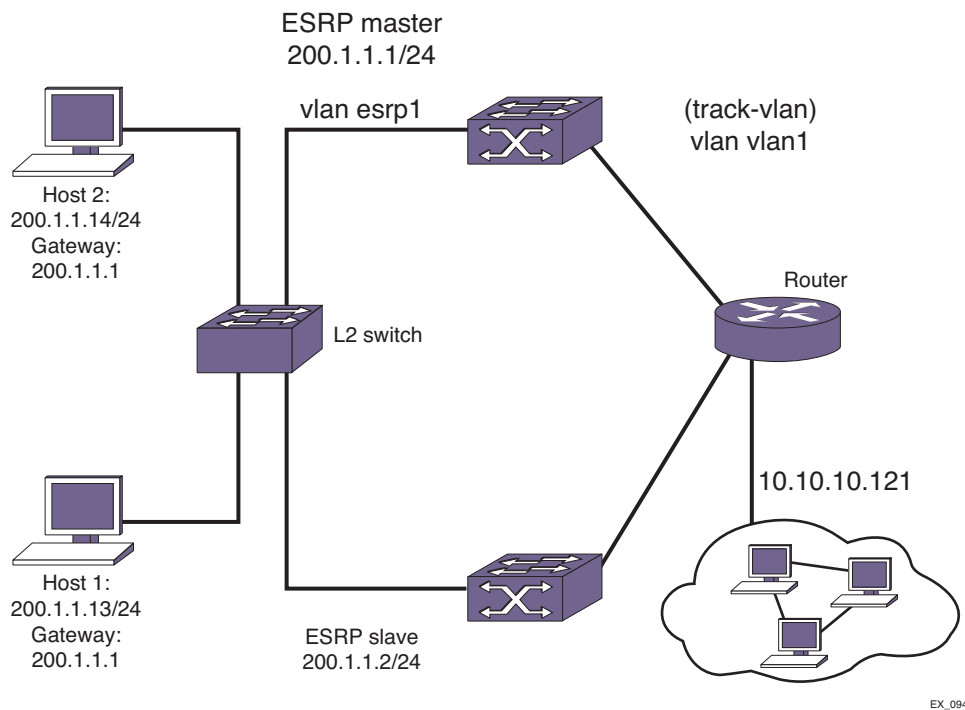 ESRP master
200.1.1.1/24
vlan esrp1
(track-vlan)
vlan vlan1
Host 2:
200.1.1.14/24
Gateway:
200.1.1.1
Router
L2 switch
10.10.10.121
Host 1:
200.1.1.13/24
Gateway:
200.1.1.1
ESRP slave
200.1.1.2/24
EX_094